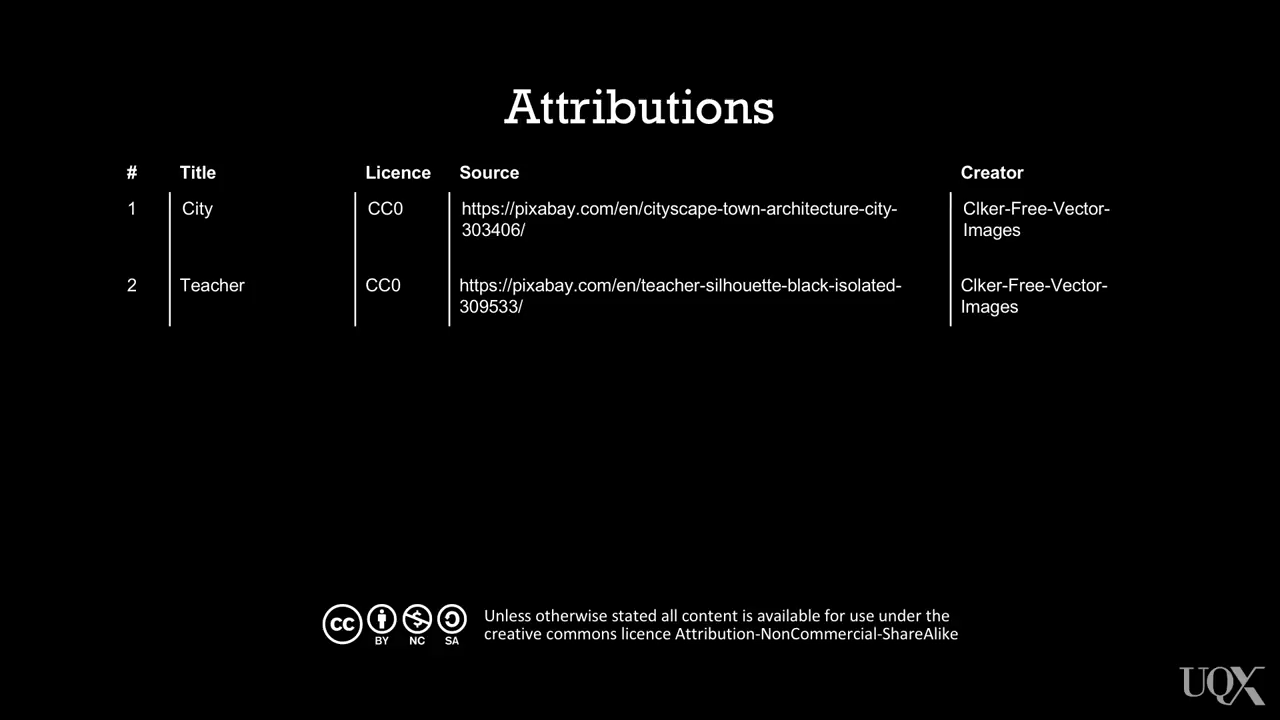 Attributions
# Title Licence Source Creator
1 City CC0 https://pixabay.com/en/cityscape-town-architecture-city- Clker-Free-Vector-
303406/ Images
2 Teacher CC0 https://pixabay.com/en/teacher-silhouette-black-isolated- Clker-Free-Vector-
309533/ Images
cc BY NC SA
Unless otherwise stated all content is available for use under the
creative commons licence Attribution-NonCommercial-ShareAlike
UQX